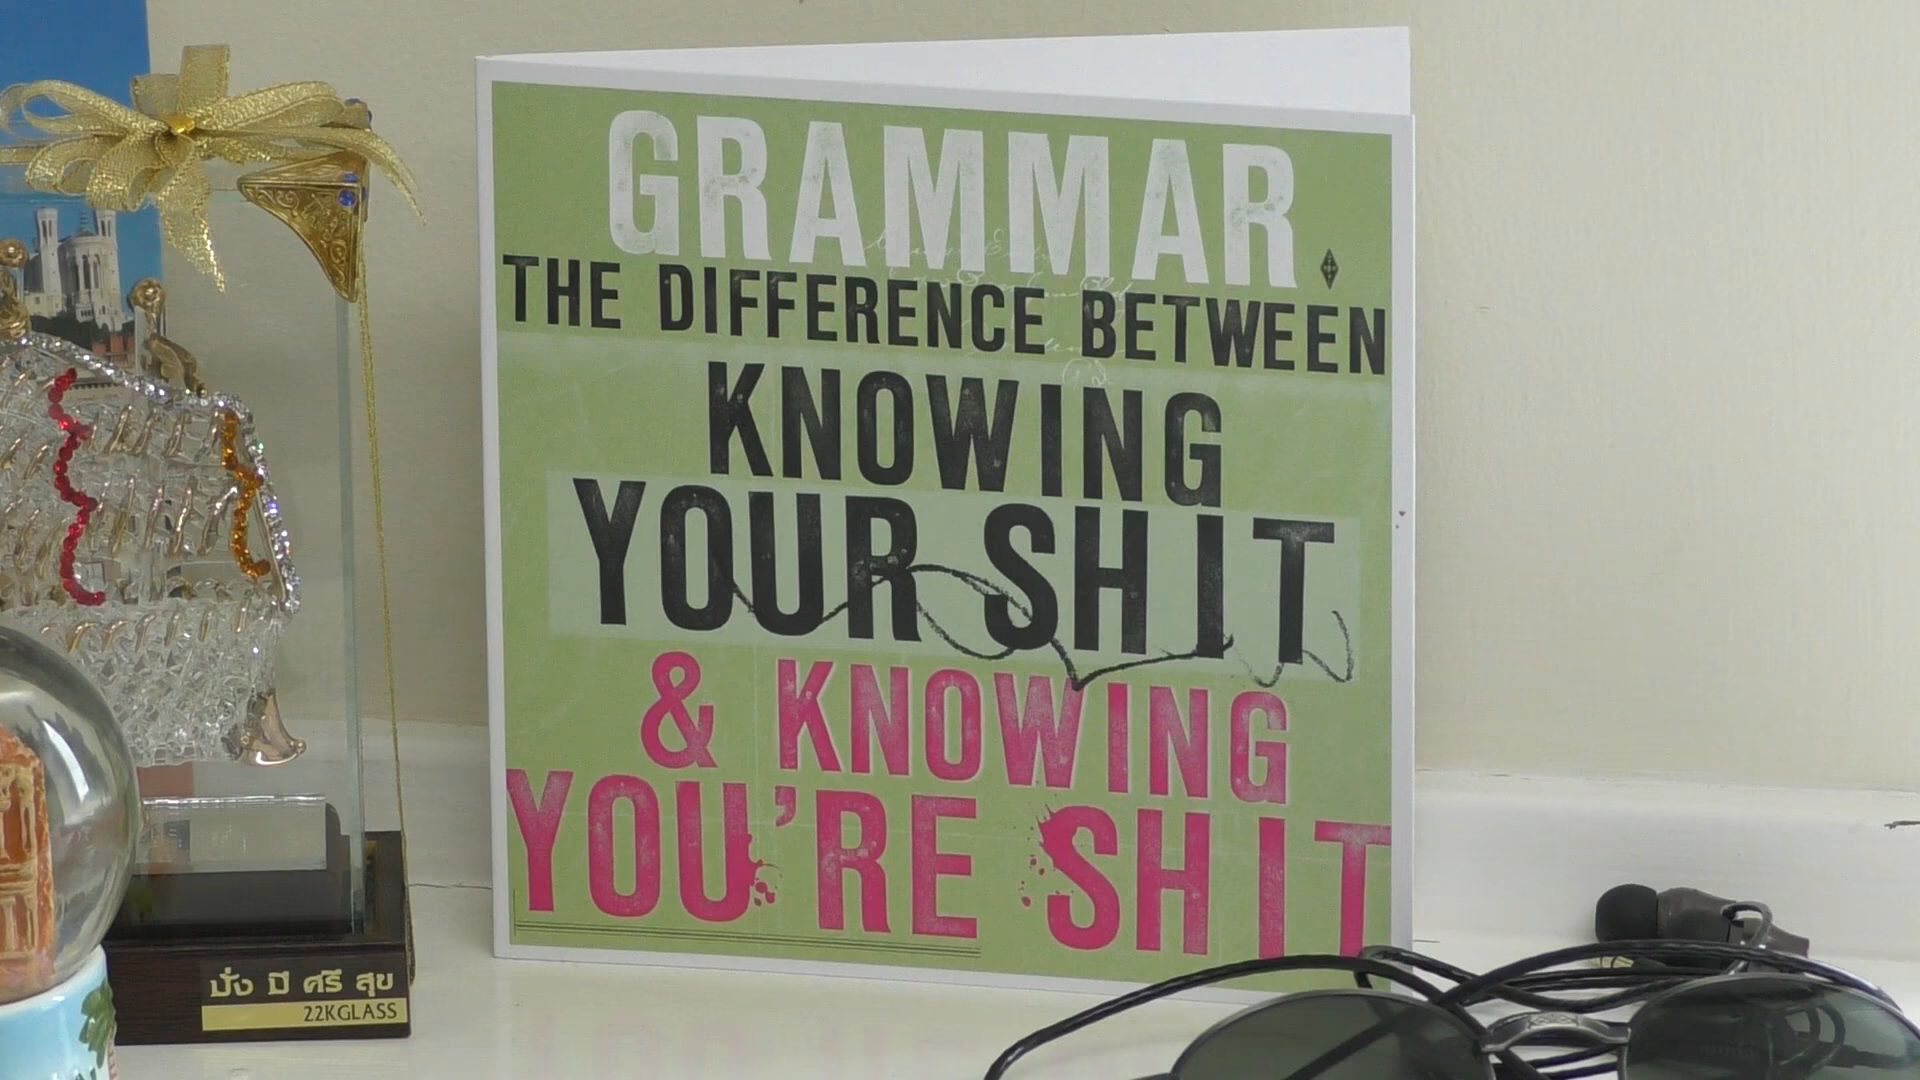 GRAMMAR.
THE DIFFERENCE BETWEEN
KNOWING
YOUR SHIT
& KNOWING
YOU'RE SHIT
มั่ง มี ศรี สุข
22KGLASS